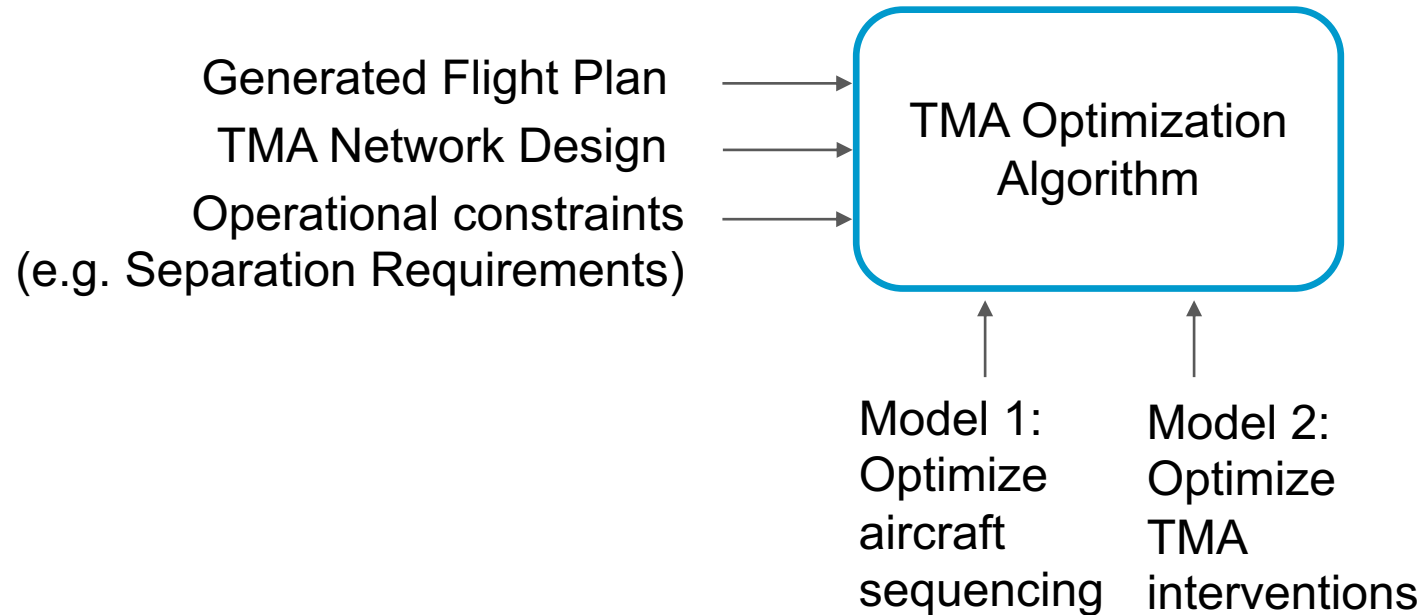 Generated Flight Plan
TMA Network Design
Operational constraints
(e.g. Separation Requirements)
TMA Optimization
Algorithm
Model 1:
Optimize
aircraft
sequencing
Model 2:
Optimize
TMA
interventions